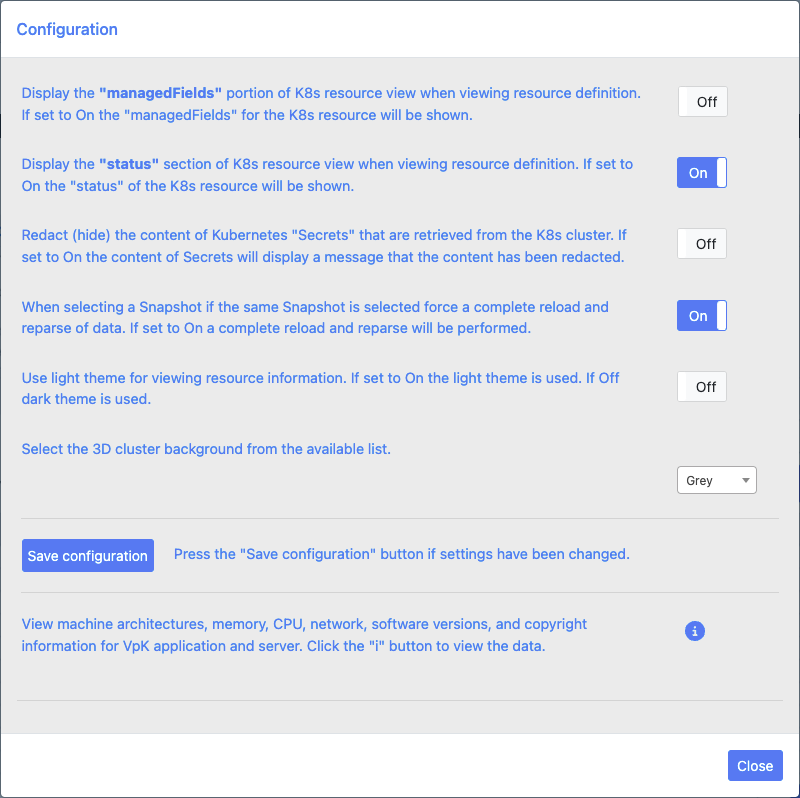 Configuration
Display the "managedFields" portion of K8s resource view when viewing resource definition.
If set to On the "managedFields" for the K8s resource will be shown.
Off
Display the "status" section of K8s resource view when viewing resource definition. If set to
On the "status" of the K8s resource will be shown.
On
Redact (hide) the content of Kubernetes "Secrets" that are retrieved from the K8s cluster. If
set to On the content of Secrets will display a message that the content has been redacted.
Off
When selecting a Snapshot if the same Snapshot is selected force a complete reload and
reparse of data. If set to On a complete reload and reparse will be performed.
On
Use light theme for viewing resource information. If set to On the light theme is used. If Off
dark theme is used.
Off
Select the 3D cluster background from the available list.
Grey
Save configuration
Press the "Save configuration" button if settings have been changed.
View machine architectures, memory, CPU, network, software versions, and copyright
information for VpK application and server. Click the "i" button to view the data.
i
Close